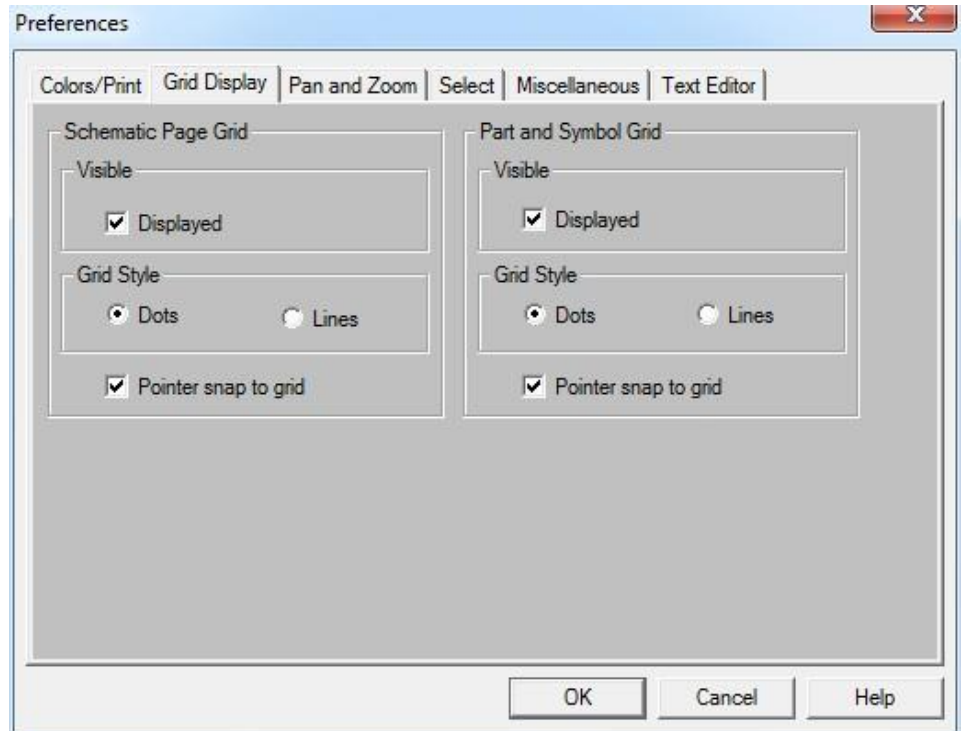 Preferences
Colors/Print Grid Display Pan and Zoom Select Miscellaneous Text Editor
Schematic Page Grid
Visible
Displayed
Grid Style
Dots Lines
Pointer snap to grid
Part and Symbol Grid
Visible
Displayed
Grid Style
Dots Lines
Pointer snap to grid
OK Cancel Help